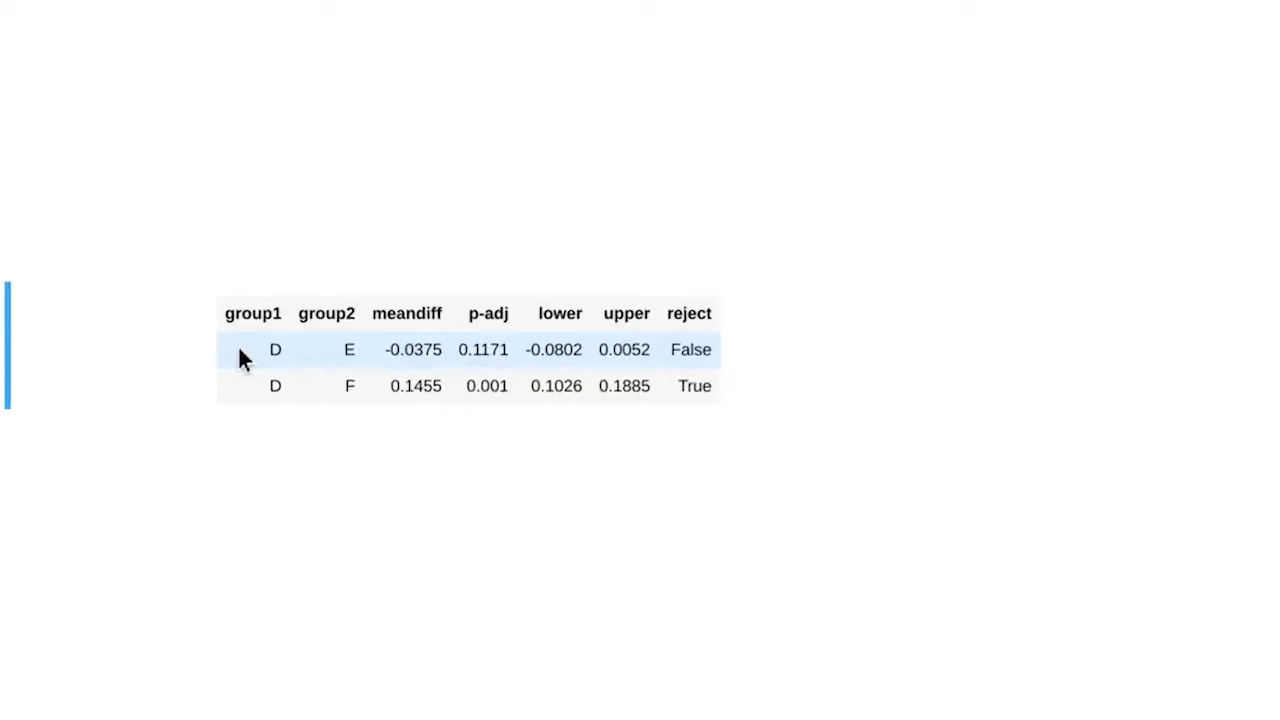 group1 group2 meandiff p-adj lower upper reject
D E -0.0375 0.1171 -0.0802 0.0052 False
D F 0.1455 0.001 0.1026 0.1885 True